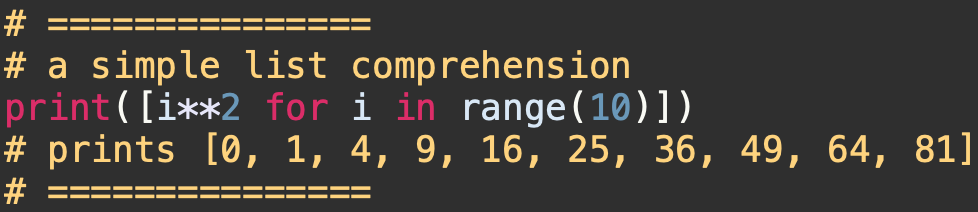 # ===============
# a simple list comprehension
print([i**2 for i in range(10)])
# prints [0, 1, 4, 9, 16, 25, 36, 49, 64, 81]
# ===============